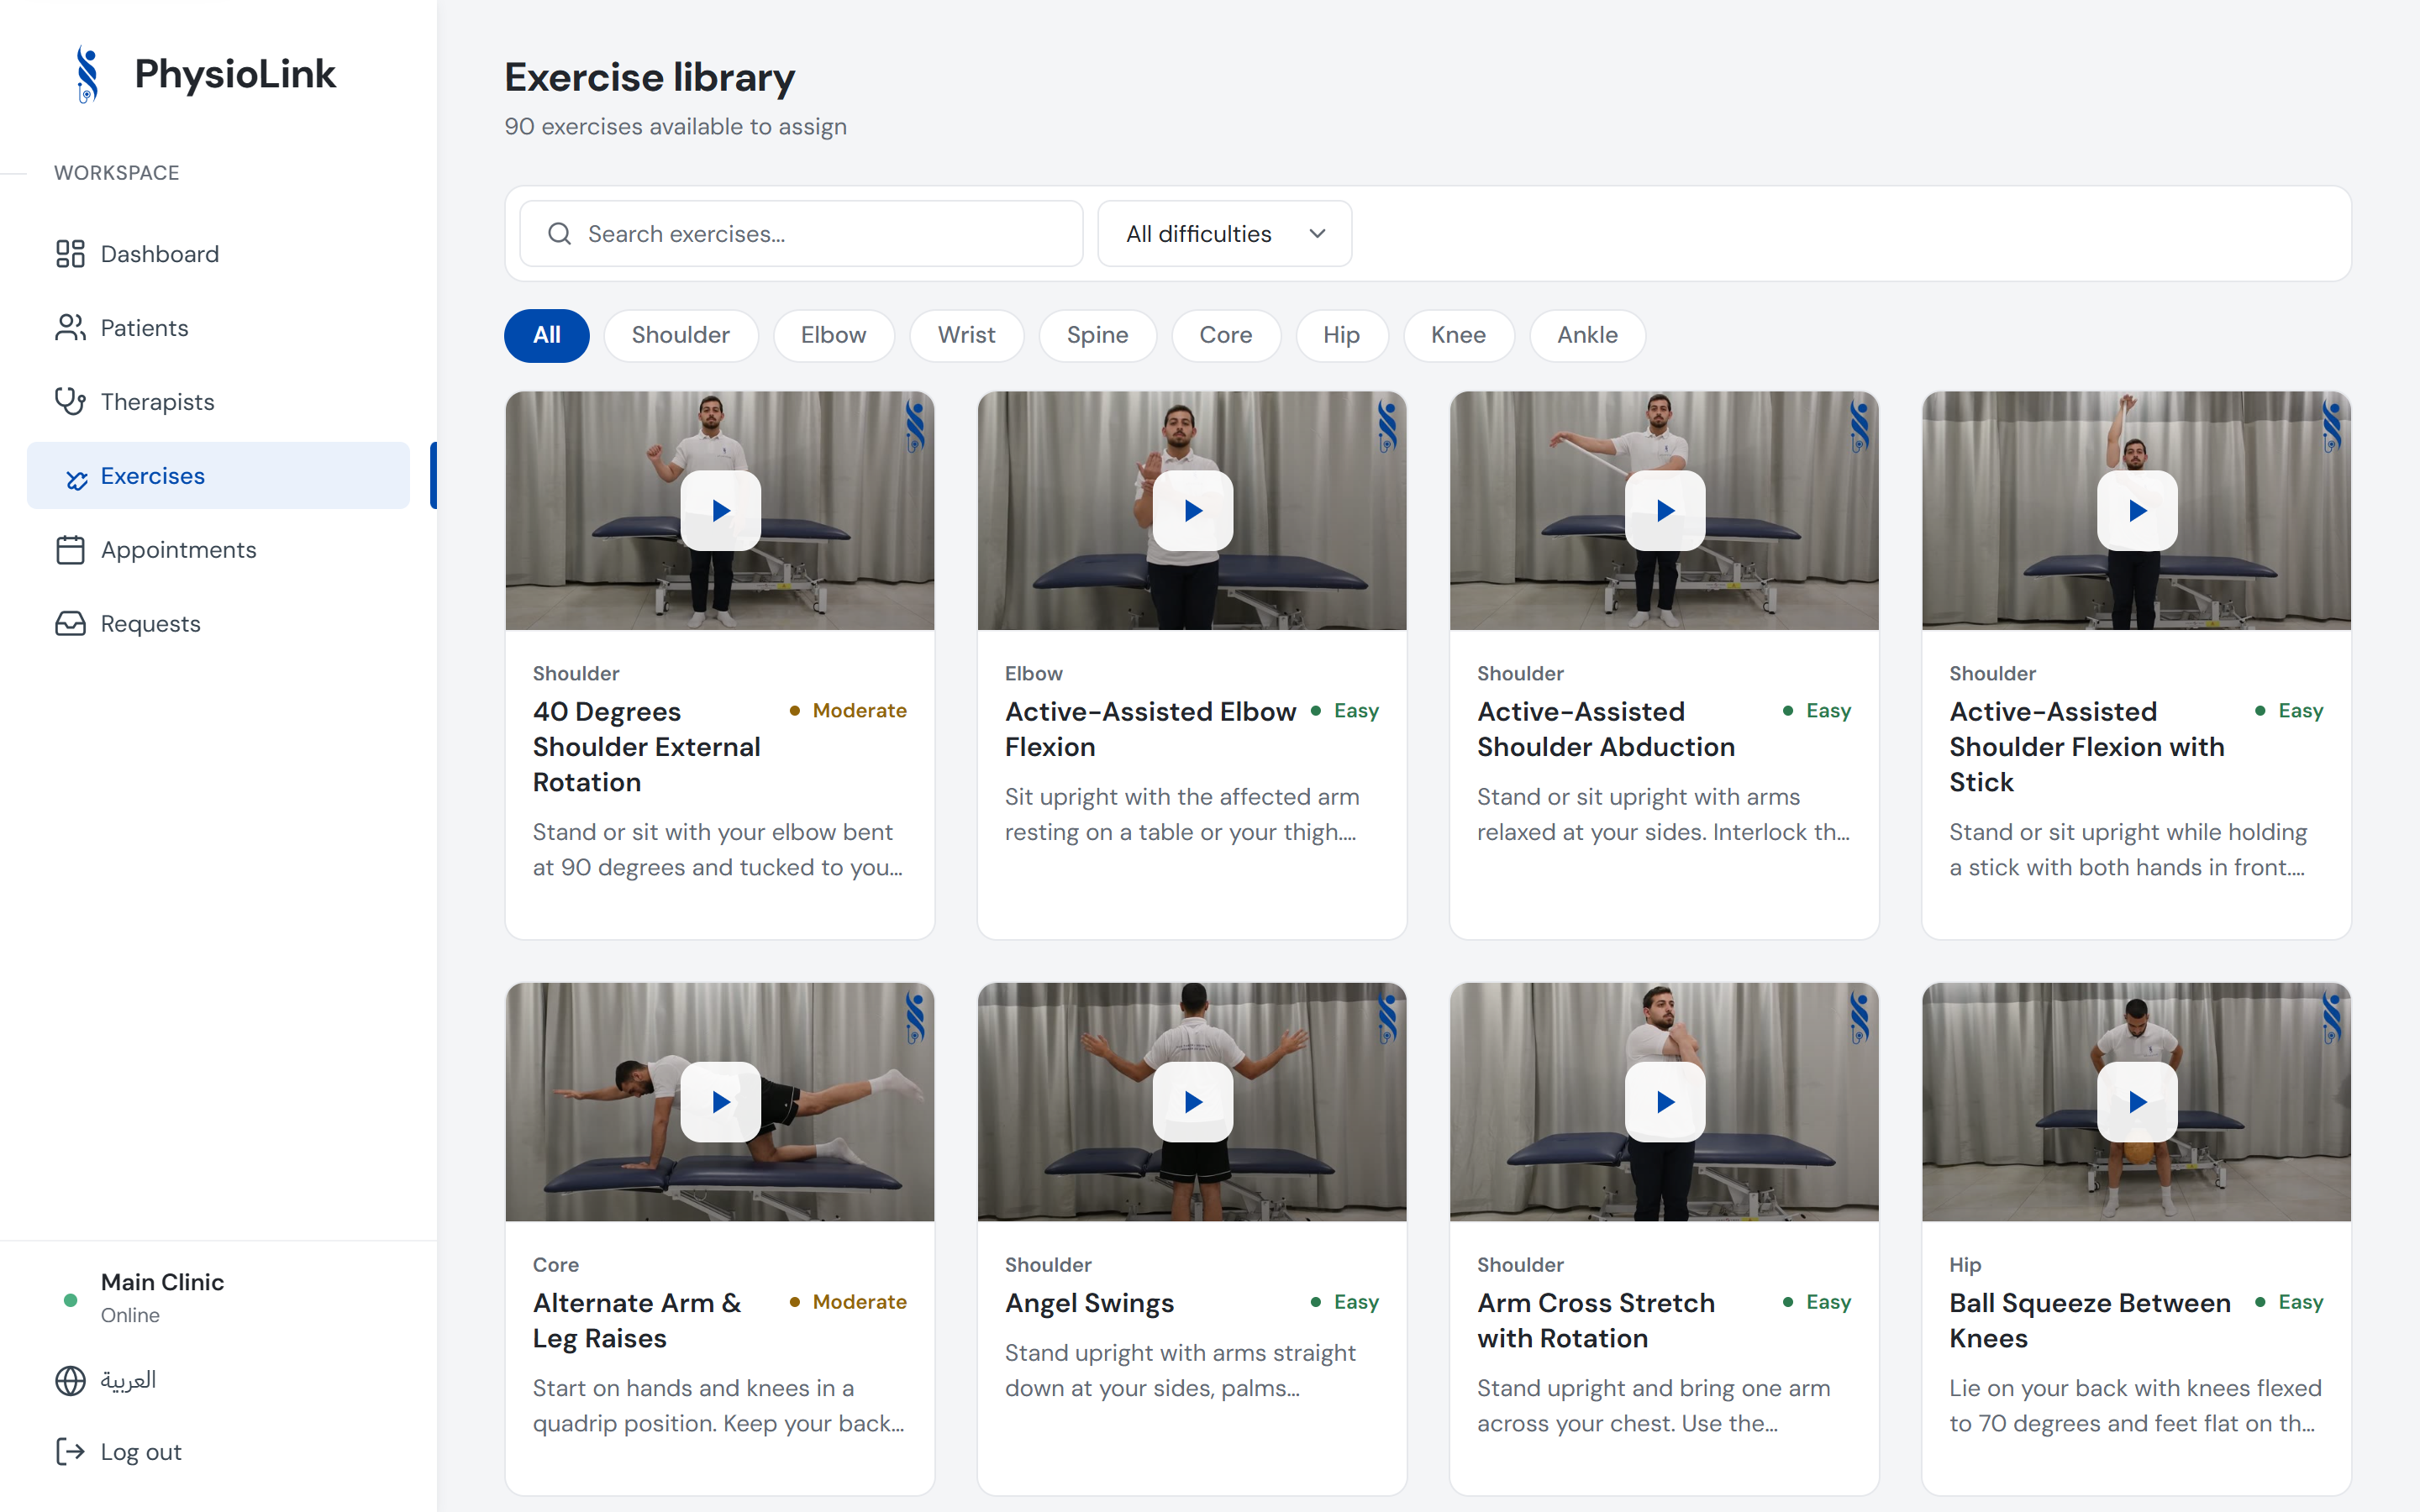 PhysioLink
WORKSPACE
Dashboard
Patients
Therapists
Exercises
Appointments
Requests
Main Clinic
Online
العربية
Log out
Exercise library
90 exercises available to assign
Search exercises...
All difficulties
All
Shoulder
Elbow
Wrist
Spine
Core
Hip
Knee
Ankle
Shoulder
40 Degrees
Shoulder External
Rotation
Moderate
Stand or sit with your elbow bent
at 90 degrees and tucked to you...
Elbow
Active-Assisted Elbow
Flexion
Easy
Sit upright with the affected arm
resting on a table or your thigh....
Shoulder
Active-Assisted
Shoulder Abduction
Easy
Stand or sit upright with arms
relaxed at your sides. Interlock th...
Shoulder
Active-Assisted
Shoulder Flexion with
Stick
Easy
Stand or sit upright while holding
a stick with both hands in front....
Core
Alternate Arm &
Leg Raises
Moderate
Start on hands and knees in a
quadrip position. Keep your back...
Shoulder
Angel Swings
Easy
Stand upright with arms straight
down at your sides, palms...
Shoulder
Arm Cross Stretch
with Rotation
Easy
Stand upright and bring one arm
across your chest. Use the...
Hip
Ball Squeeze Between
Knees
Easy
Lie on your back with knees flexed
to 70 degrees and feet flat on th...